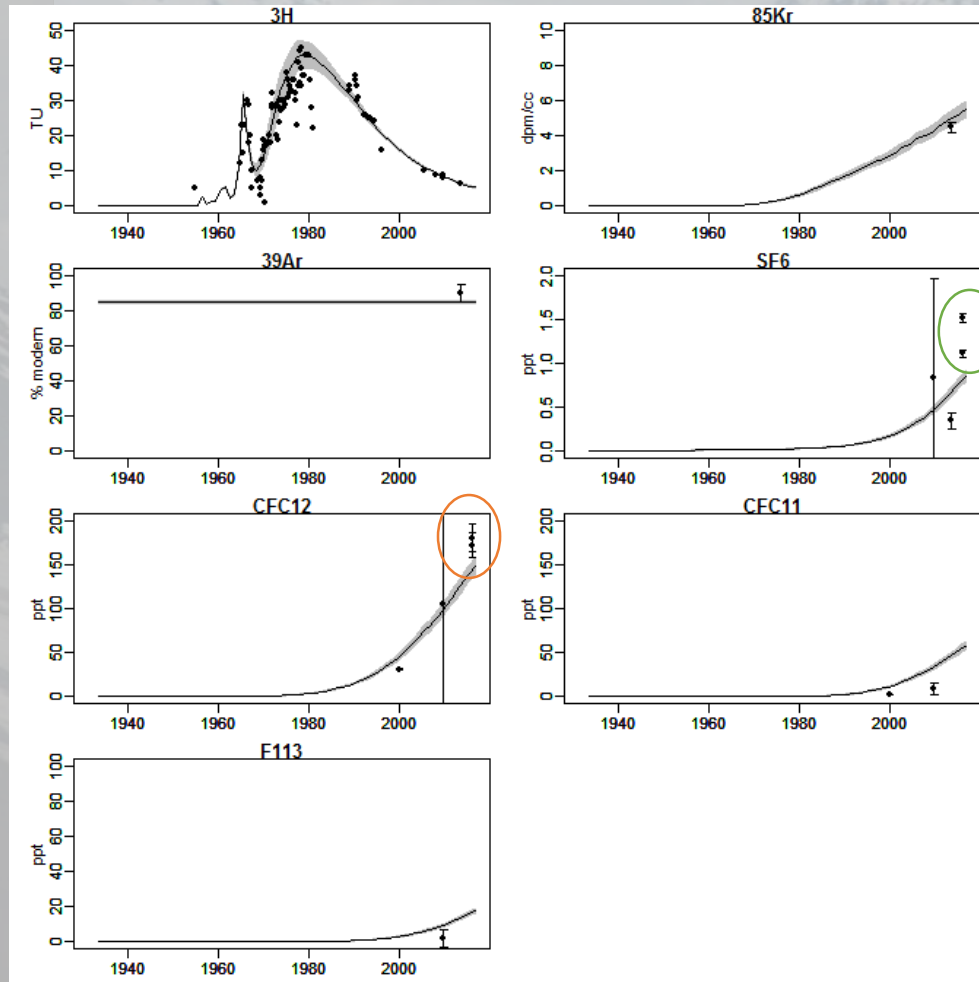 3H
TU
0 10 20 30 40 50
1940 1960 1980 2000
85Kr
dpm/cc
0 2 4 6 8 10
1940 1960 1980 2000
39Ar
% modern
0 20 40 60 80 100
1940 1960 1980 2000
SF6
ppt
0.0 0.5 1.0 1.5 2.0
1940 1960 1980 2000
CFC12
ppt
0 50 100 150 200
1940 1960 1980 2000
CFC11
ppt
0 50 100 150 200
1940 1960 1980 2000
F113
ppt
0 20 40 60 80 100
1940 1960 1980 2000